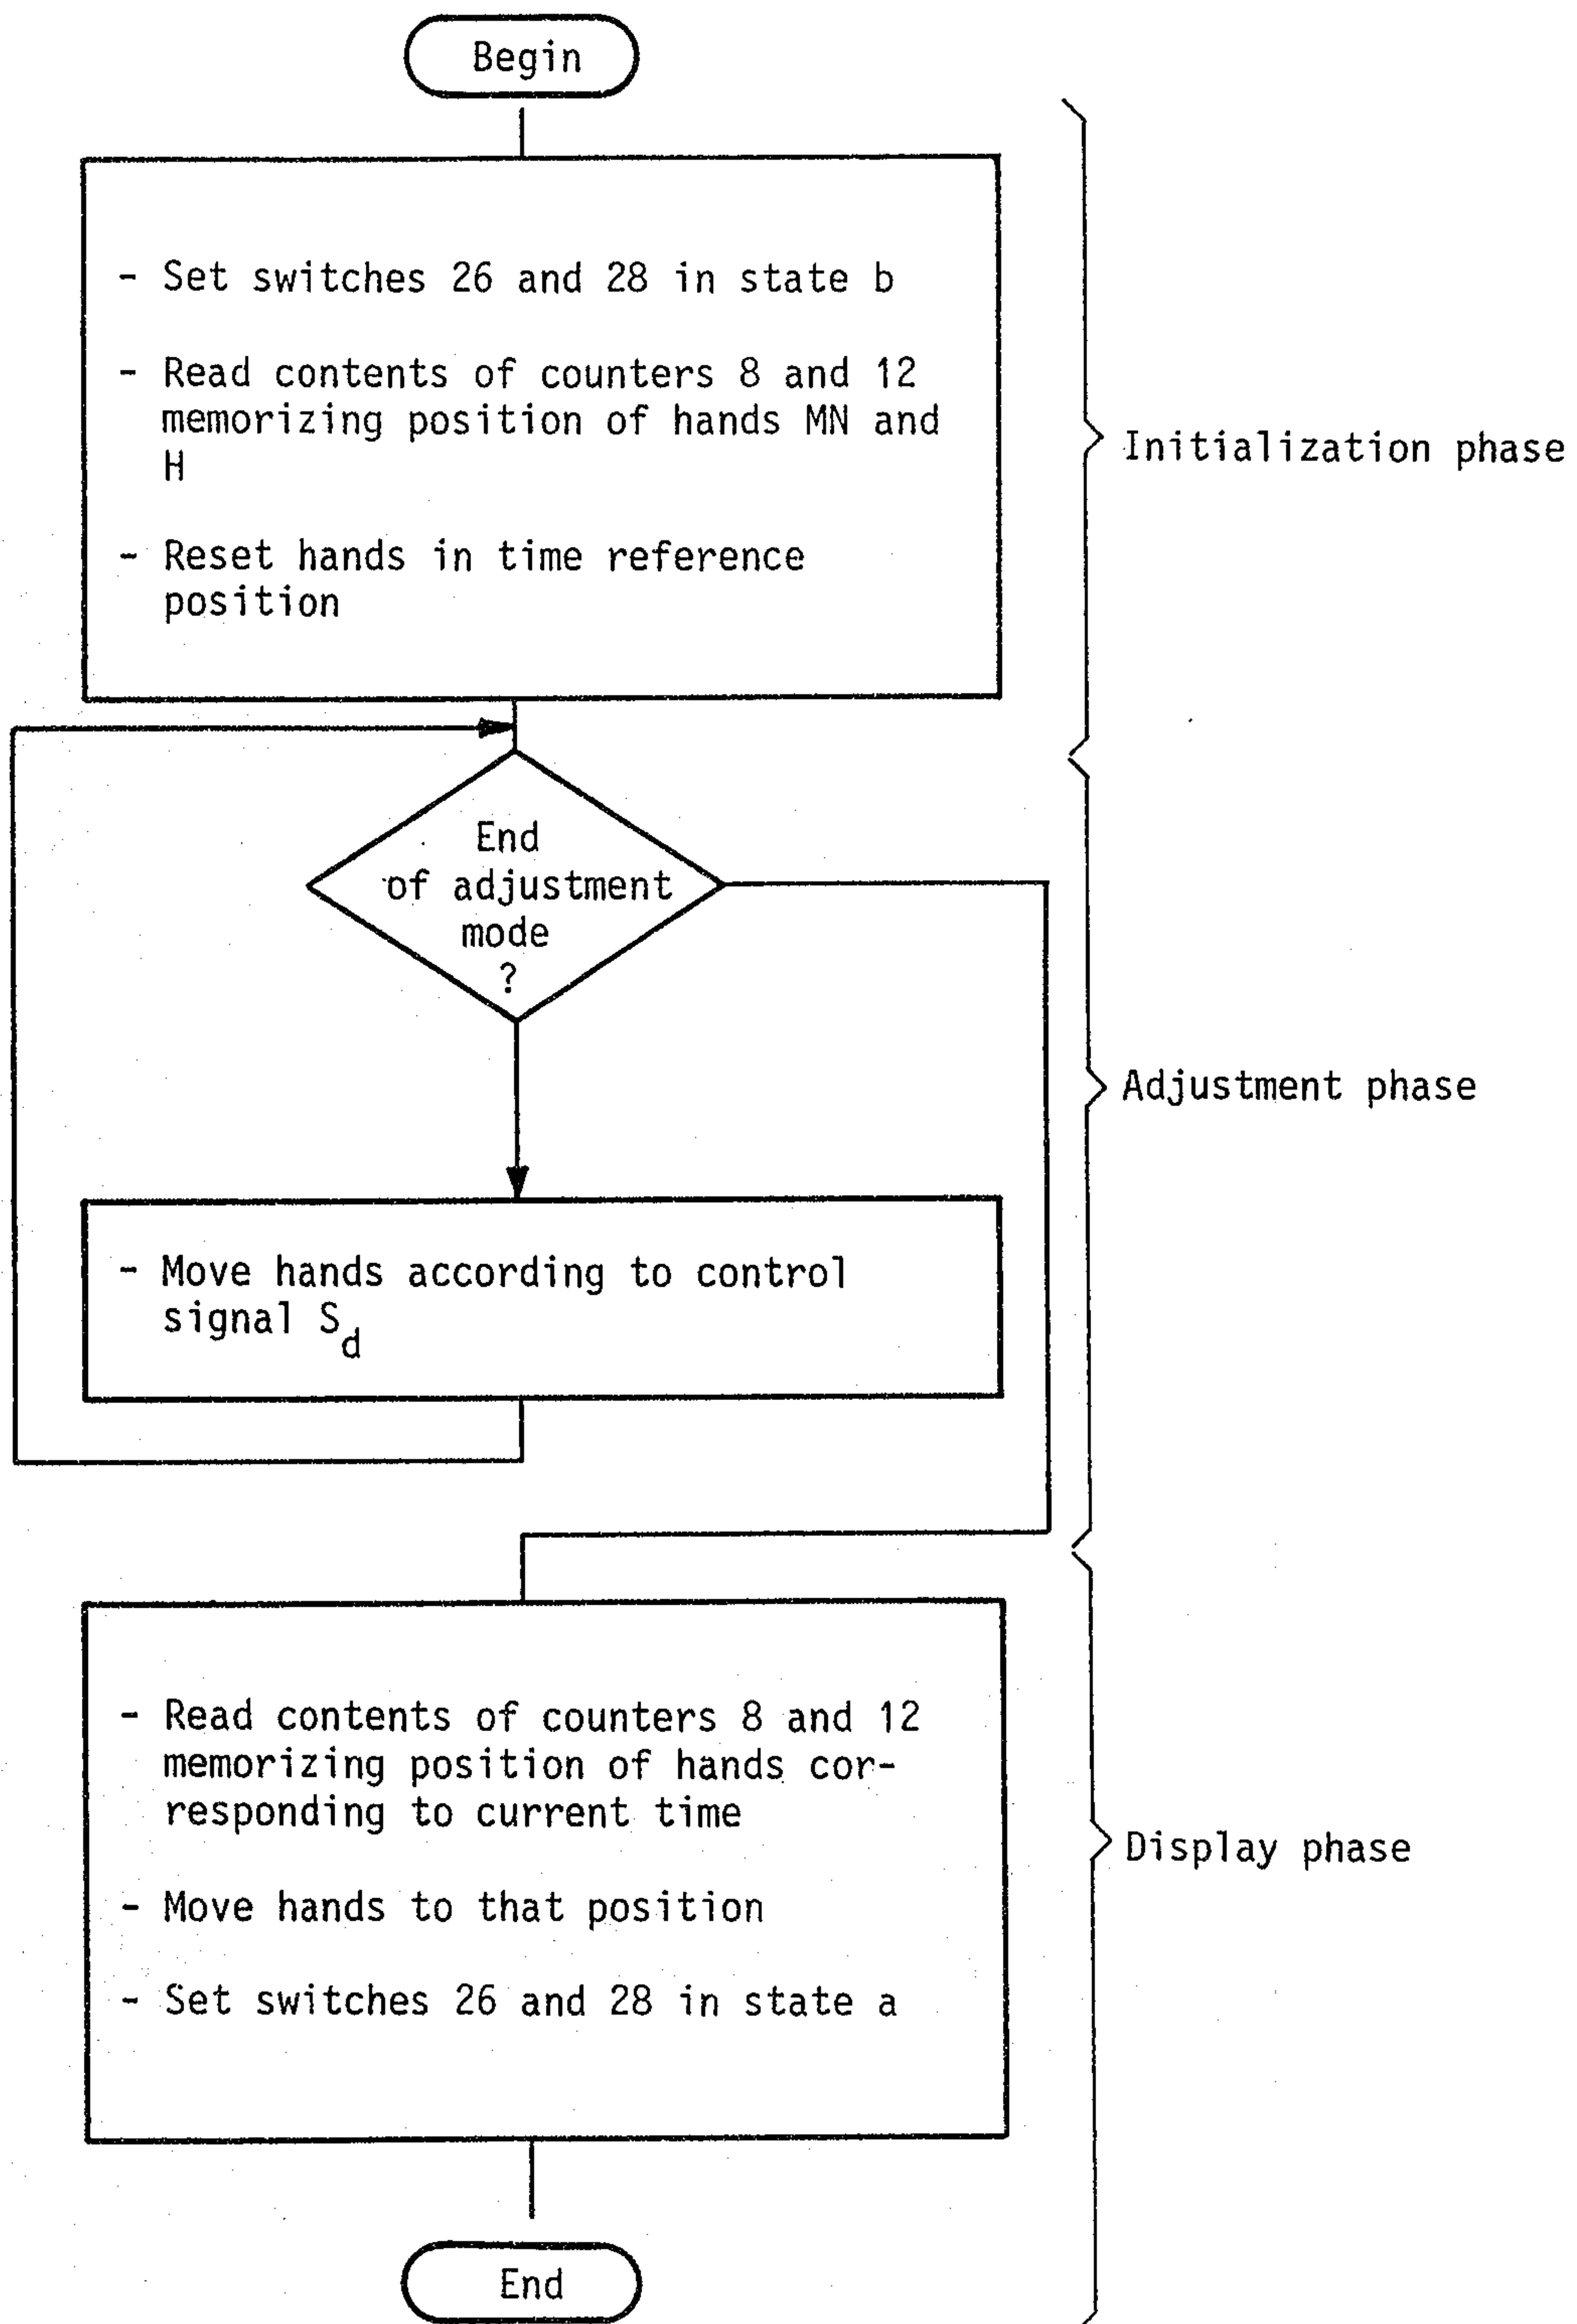 Begin
- Set switches 26 and 28 in state b
- Read contents of counters 8 and 12
memorizing position of hands MN and
H
- Reset hands in time reference
position
Initialization phase
End
of adjustment
mode
?
Adjustment phase
- Move hands according to control
signal S_d
- Read contents of counters 8 and 12
memorizing position of hands cor-
responding to current time
- Move hands to that position
- Set switches 26 and 28 in state a
Display phase
End